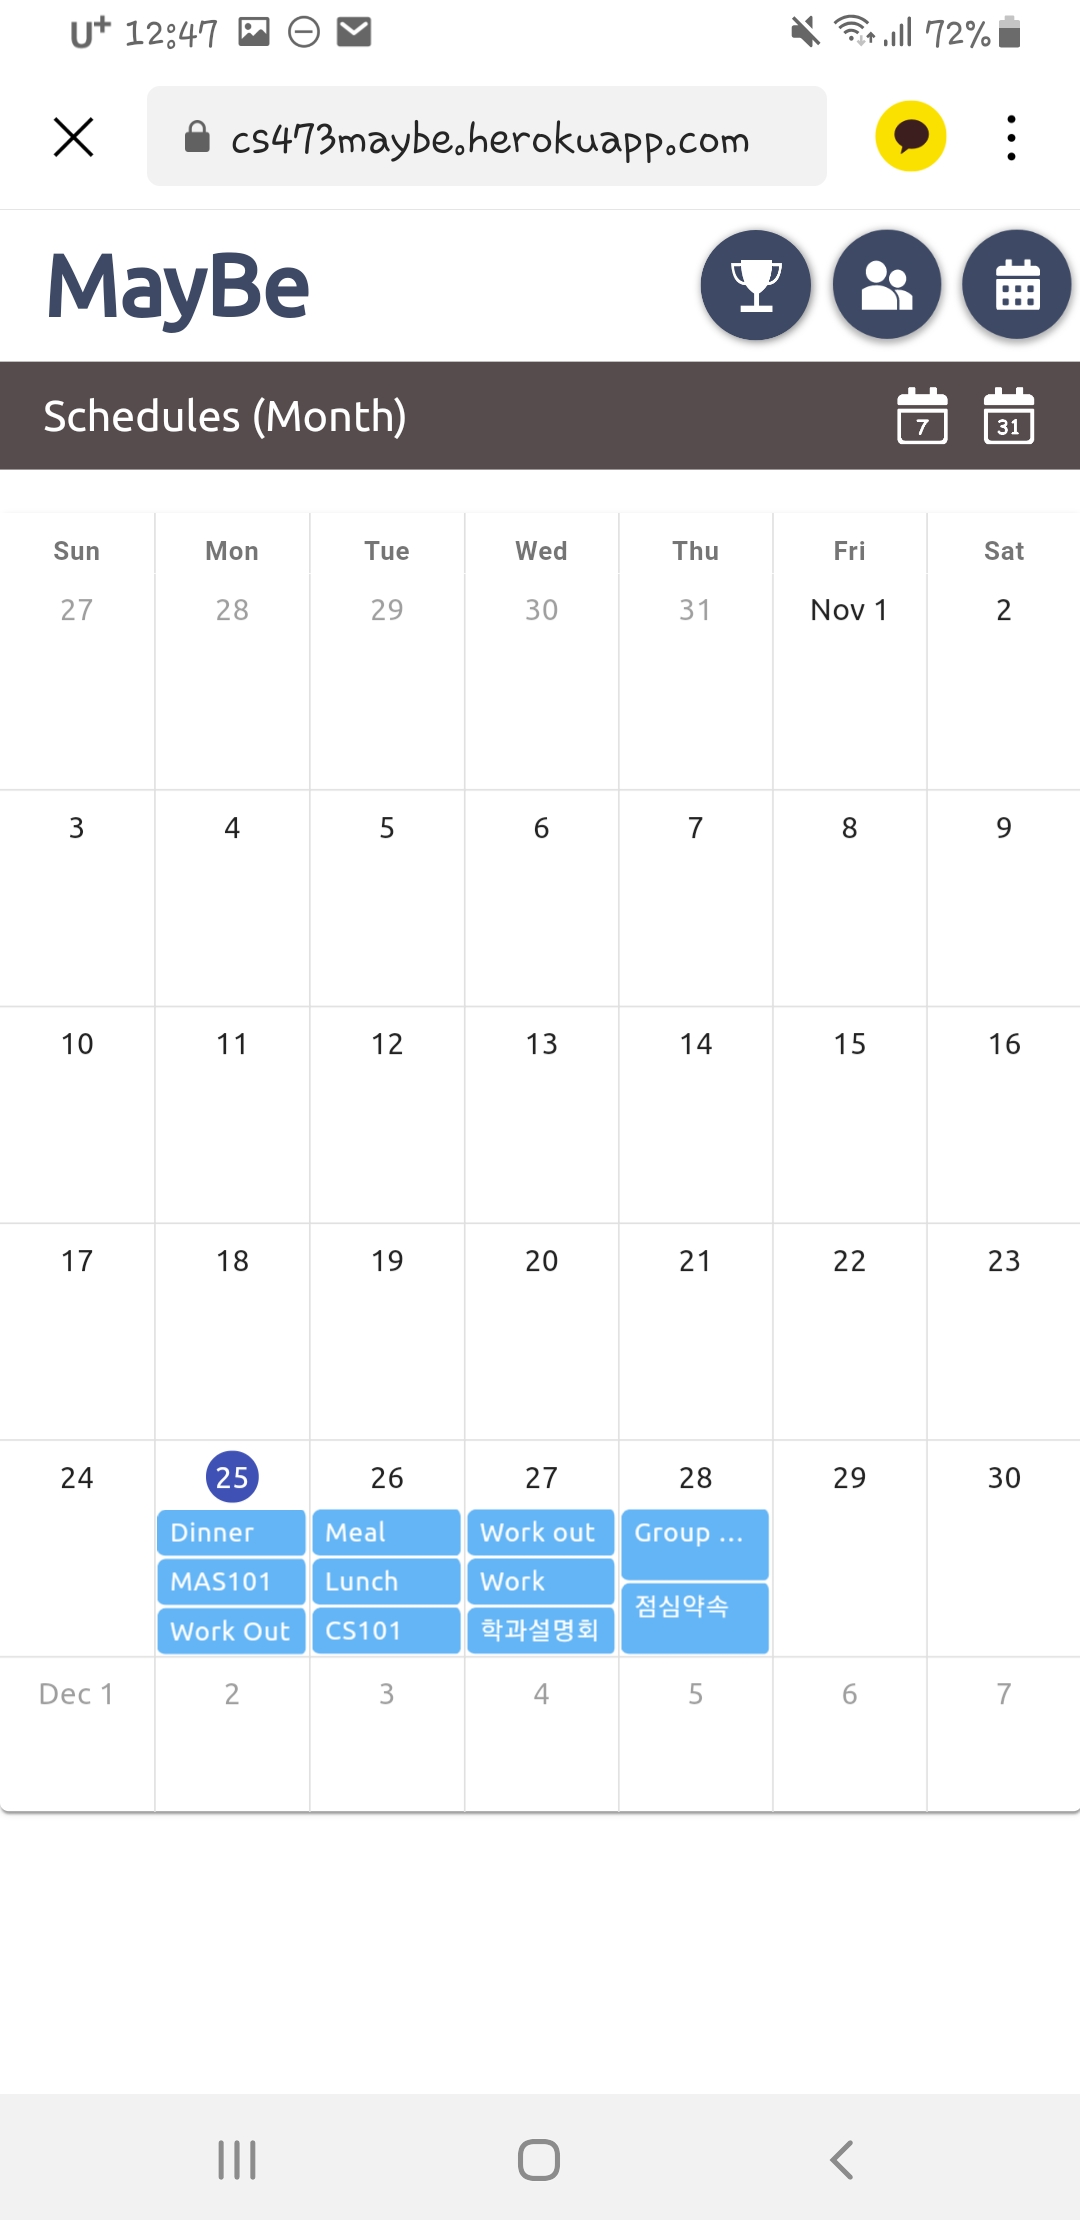 U+ 12:47 72%
cs473maybe.herokuapp.com
MayBe
Schedules (Month) 7 31
Sun Mon Tue Wed Thu Fri Sat
27 28 29 30 31 Nov 1 2
3 4 5 6 7 8 9
10 11 12 13 14 15 16
17 18 19 20 21 22 23
24 25 26 27 28 29 30
Dinner Meal Work out Group ...
MAS101 Lunch Work 점심약속
Work Out CS101 학과설명회
Dec 1 2 3 4 5 6 7